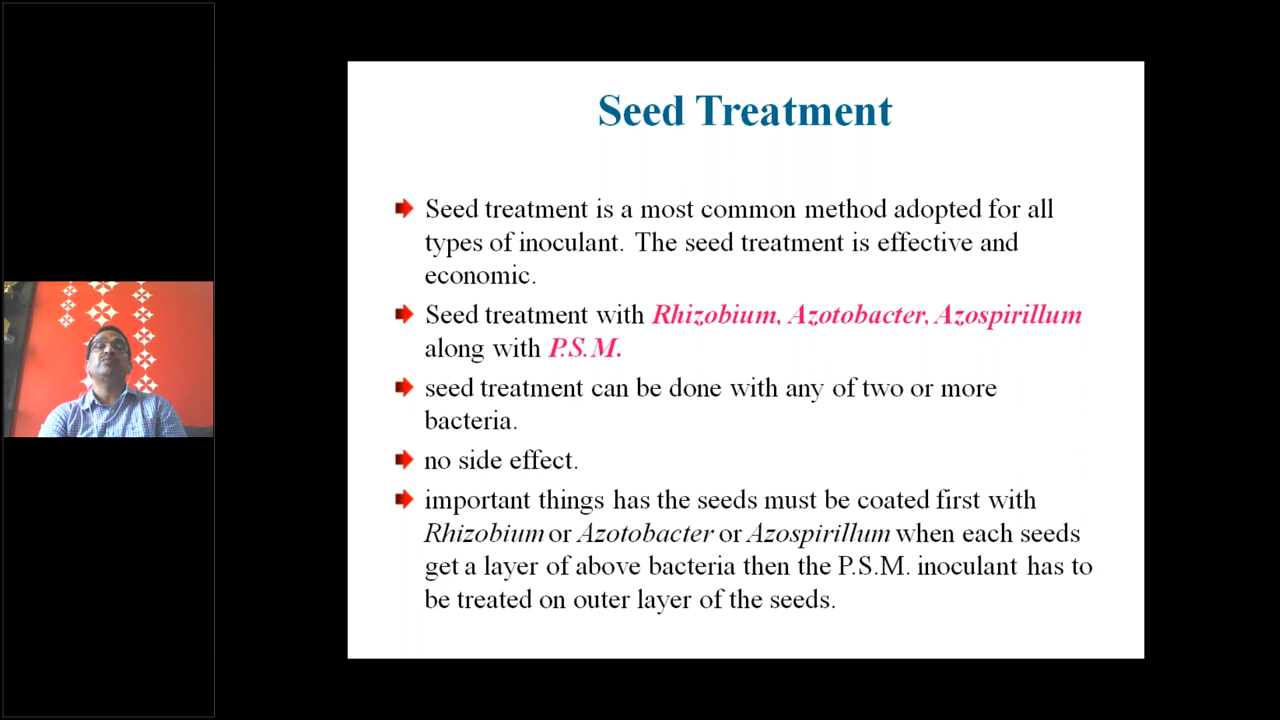 Seed Treatment
Seed treatment is a most common method adopted for all
types of inoculant. The seed treatment is effective and
economic.
Seed treatment with Rhizobium, Azotobacter, Azospirillum
along with P.S.M.
seed treatment can be done with any of two or more
bacteria.
no side effect.
important things has the seeds must be coated first with
Rhizobium or Azotobacter or Azospirillum when each seeds
get a layer of above bacteria then the P.S.M. inoculant has to
be treated on outer layer of the seeds.